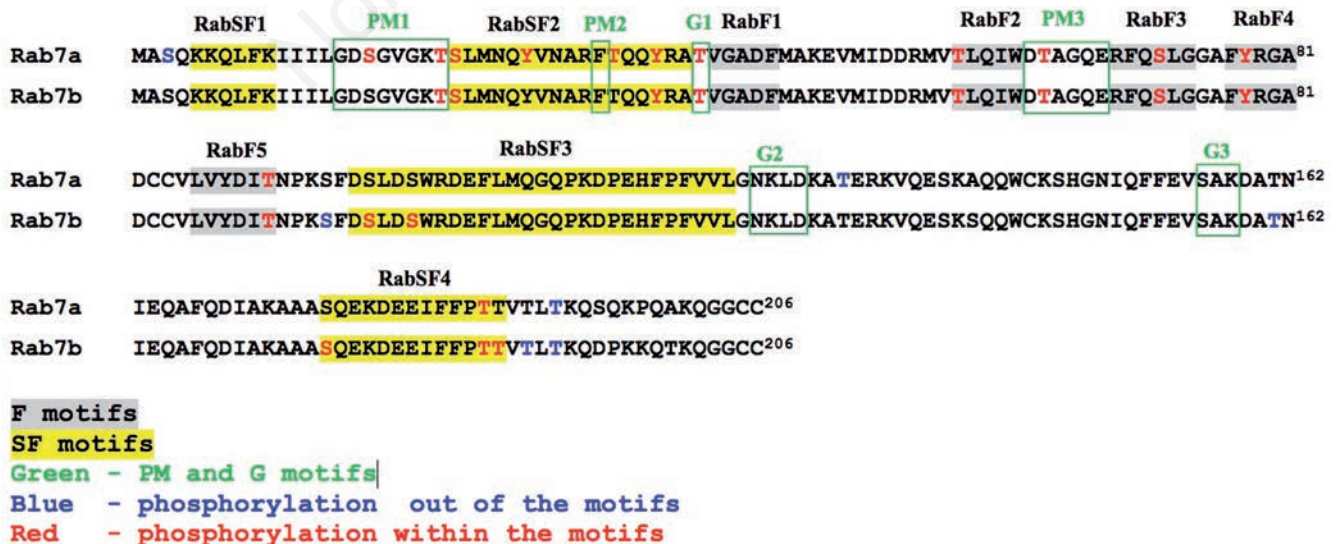 RabSF1 PM1 RabSF2 PM2 G1 RabF1 RabF2 PM3 RabF3 RabF4
Rab7a MASQKKQLFKIIILGDSGVGKTSLMNQYVNARFTQQYRATVGADFMAKEVMIDDRMVTLQIWDTAGQERFQSLGGAFYRGA81
Rab7b MASQKKQLFKIIILGDSGVGKTSLMNQYVNARFTQQYRATVGADFMAKEVMIDDRMVTLQIWDTAGQERFQSLGGAFYRGA81
RabF5 RabSF3 G2 G3
Rab7a DCCVLVYDITNPKSFDSLDSWRDEFLMQGQPKDPEHFPFVVLGNKLDKATERKVQESKAQQWCKSHGNIQFFEVSAKDATN162
Rab7b DCCVLVYDITNPKSFDSLDSWRDEFLMQGQPKDPEHFPFVVLGNKLDKATERKVQESKSQQWCKSHGNIQFFEVSAKDATN162
RabSF4
Rab7a IEQAFQDIAKAAASQEKDEEIFFPTTVTLTKQSQKPQAKQGGCC206
Rab7b IEQAFQDIAKAAASQEKDEEIFFPTTVTLTKQDPKKQTKQGGCC206
F motifs
SF motifs
Green - PM and G motifs
Blue - phosphorylation out of the motifs
Red - phosphorylation within the motifs